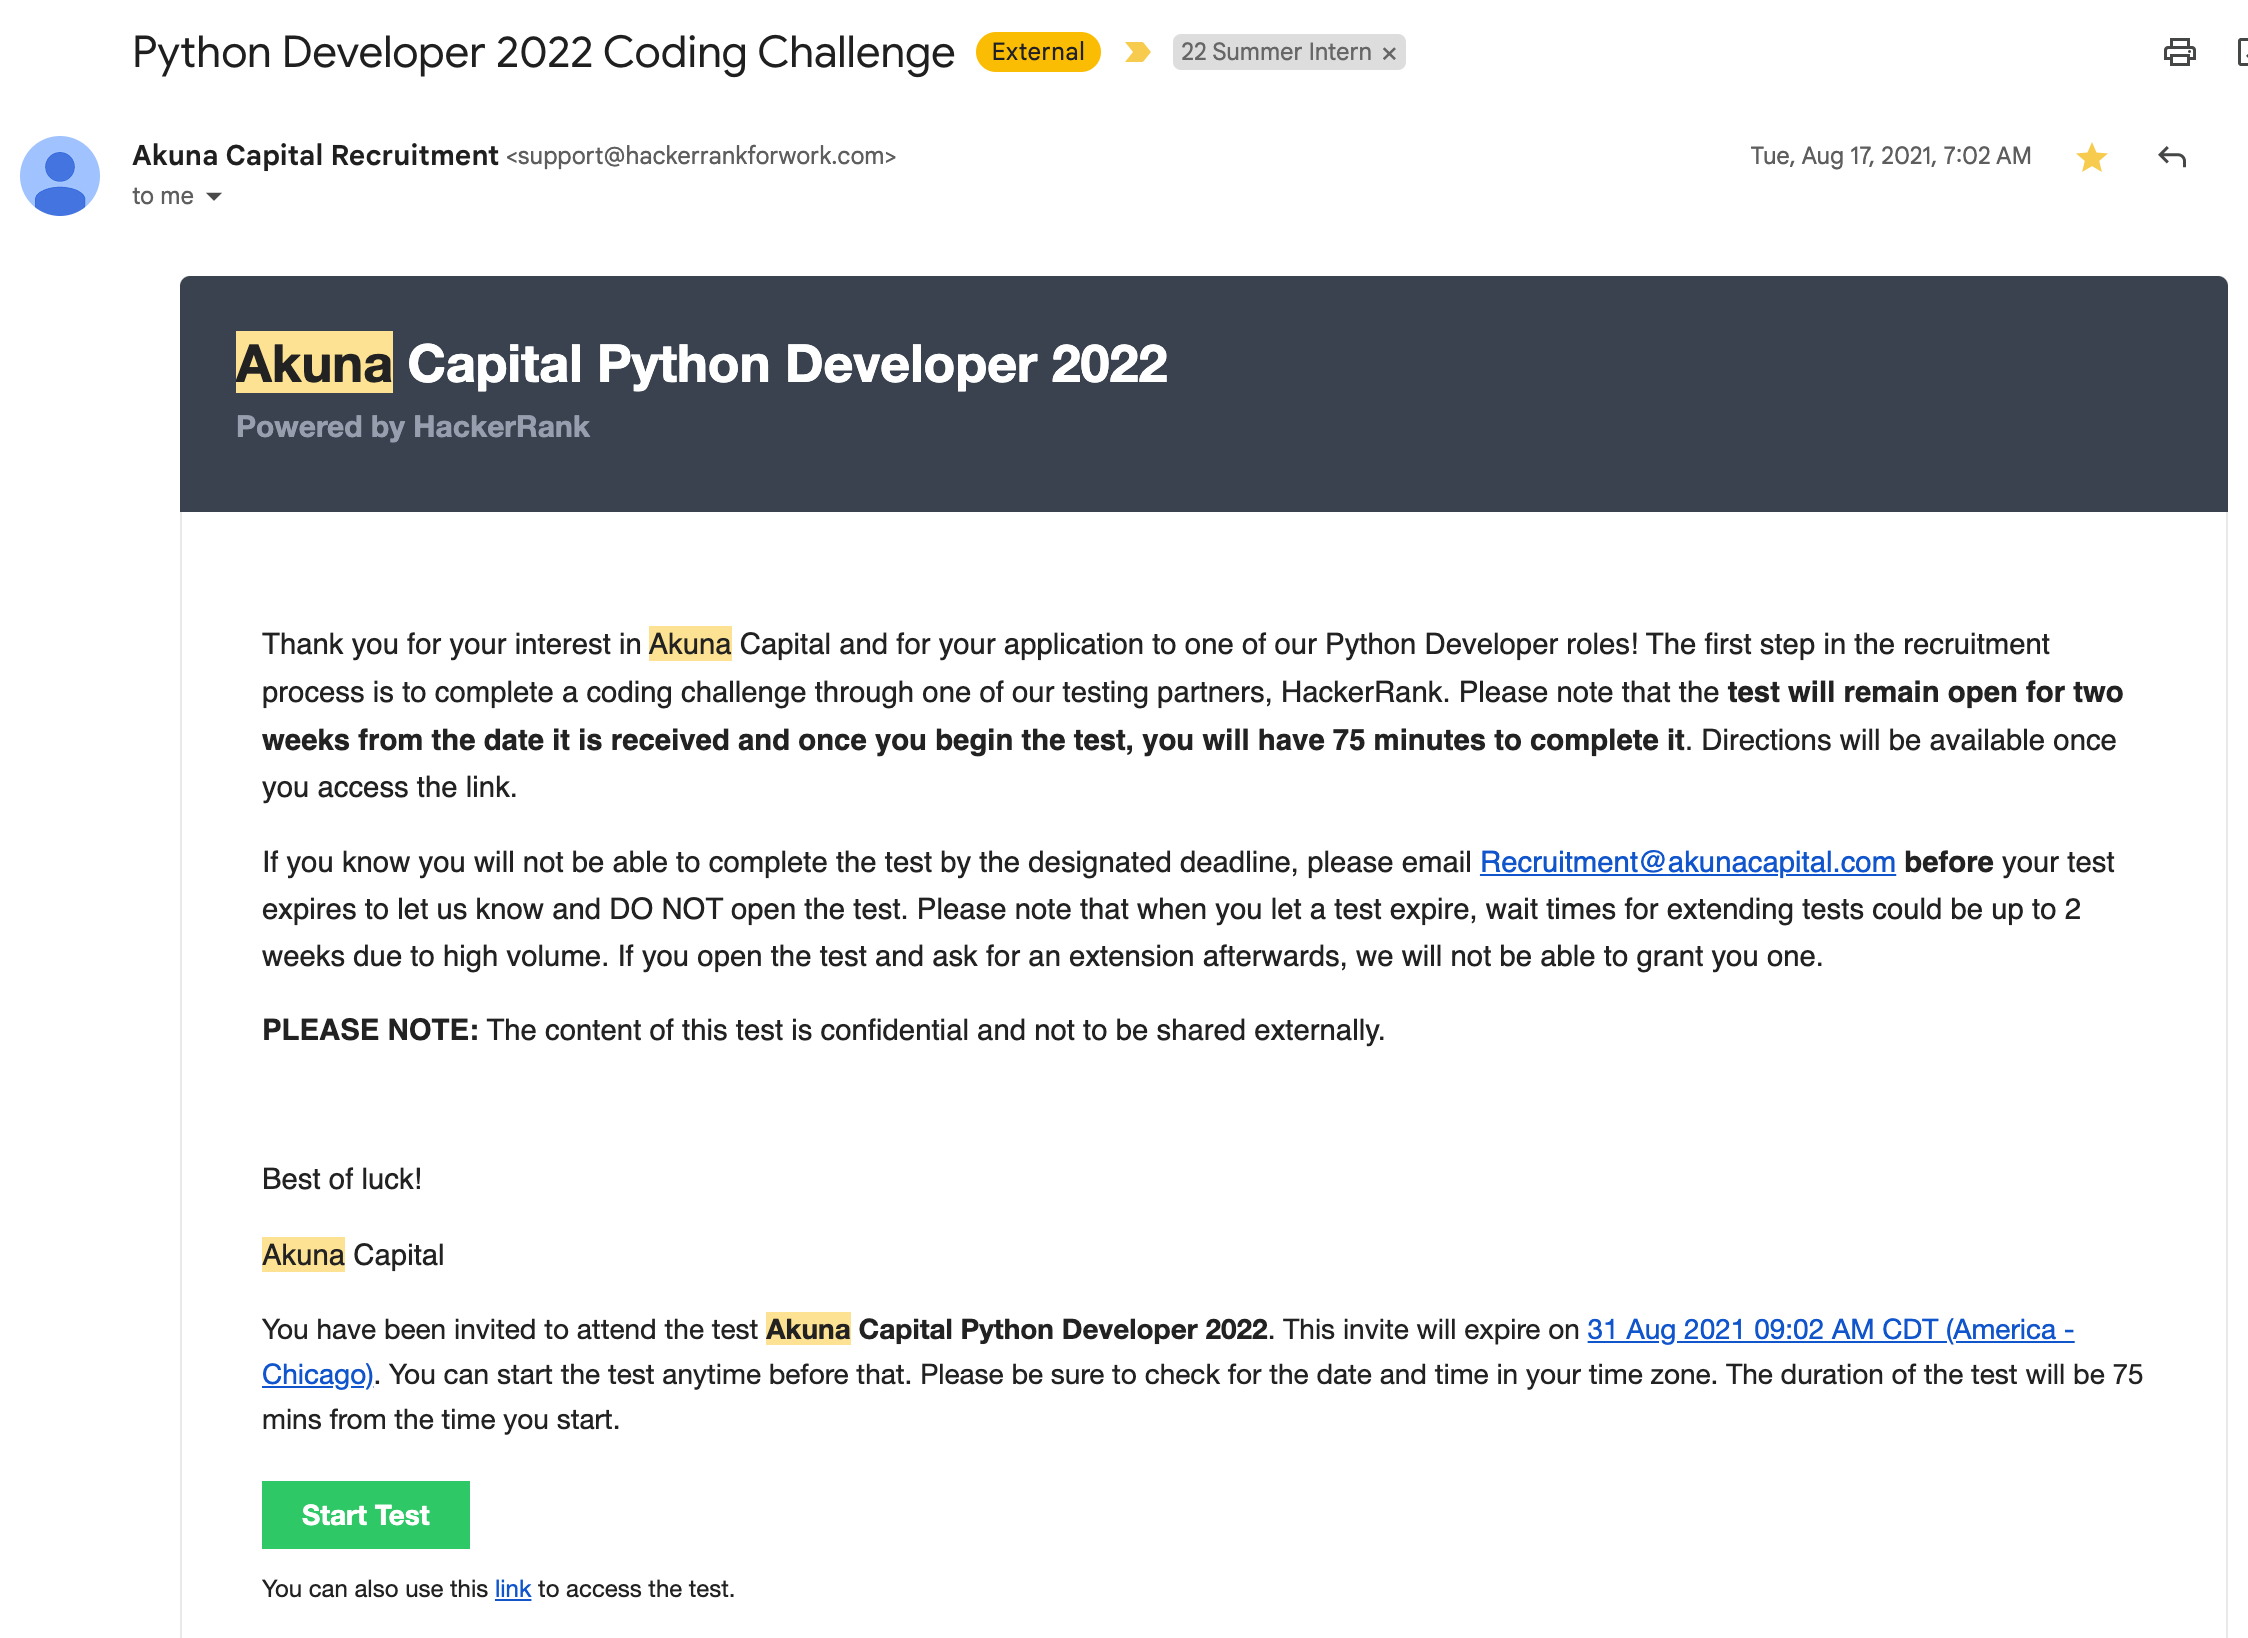 Python Developer 2022 Coding Challenge External 22 Summer Intern ×
Akuna Capital Recruitment <support@hackerrankforwork.com> Tue, Aug 17, 2021, 7:02 AM
to me
Akuna Capital Python Developer 2022
Powered by HackerRank
Thank you for your interest in Akuna Capital and for your application to one of our Python Developer roles! The first step in the recruitment
process is to complete a coding challenge through one of our testing partners, HackerRank. Please note that the test will remain open for two
weeks from the date it is received and once you begin the test, you will have 75 minutes to complete it. Directions will be available once
you access the link.
If you know you will not be able to complete the test by the designated deadline, please email Recruitment@akunacapital.com before your test
expires to let us know and DO NOT open the test. Please note that when you let a test expire, wait times for extending tests could be up to 2
weeks due to high volume. If you open the test and ask for an extension afterwards, we will not be able to grant you one.
PLEASE NOTE: The content of this test is confidential and not to be shared externally.
Best of luck!
Akuna Capital
You have been invited to attend the test Akuna Capital Python Developer 2022. This invite will expire on 31 Aug 2021 09:02 AM CDT (America -
Chicago). You can start the test anytime before that. Please be sure to check for the date and time in your time zone. The duration of the test will be 75
mins from the time you start.
Start Test
You can also use this link to access the test.